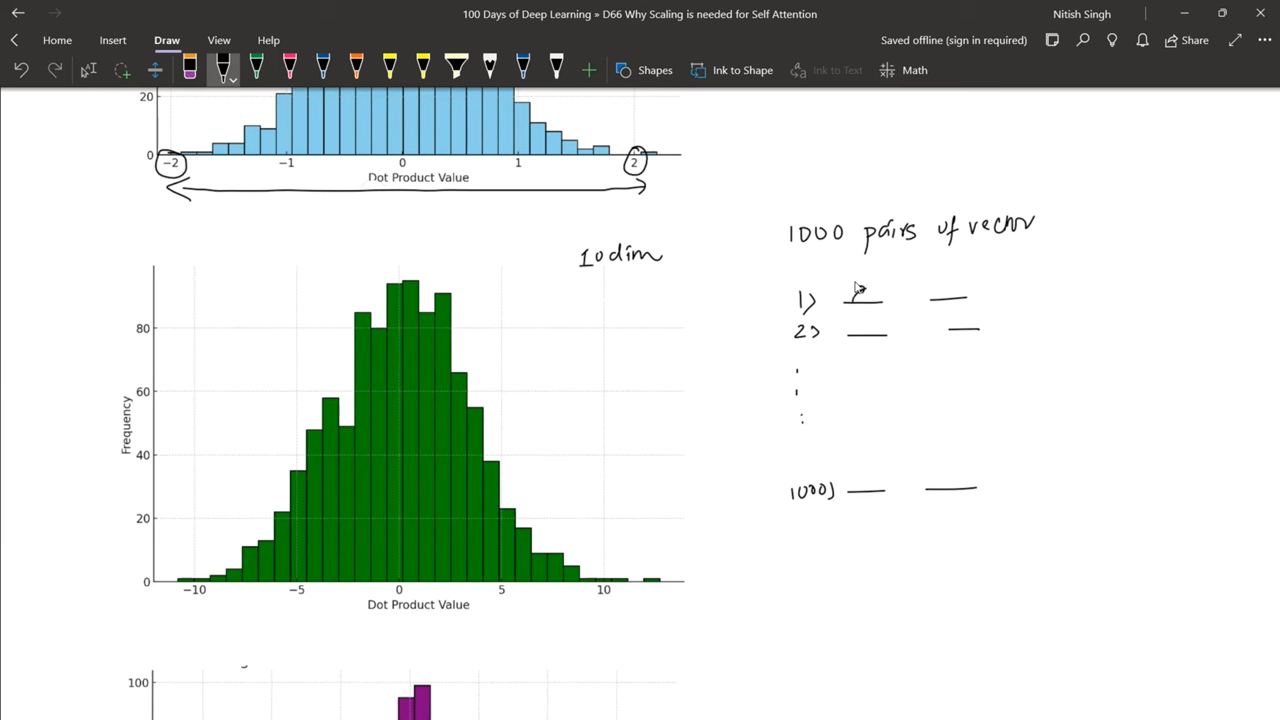 100 Days of Deep Learning » D66 Why Scaling is needed for Self Attention
Nitish Singh
Home Insert Draw View Help
Saved offline (sign in required)
Share
Shapes
Ink to Shape
Ink to Text
Math
20
0
−2 −1 0 1 2
Dot Product Value
10dim
1000 pairs of vector
1)
2)
1000)
80
60
40
20
0
Frequency
−10 −5 0 5 10
Dot Product Value
100